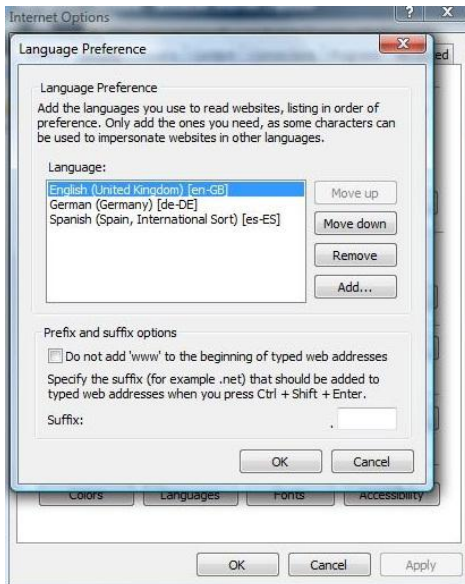 Internet Options
Language Preference
Language Preference
Add the languages you use to read websites, listing in order of
preference. Only add the ones you need, as some characters can
be used to impersonate websites in other languages.
Language:
English (United Kingdom) [en-GB]
German (Germany) [de-DE]
Spanish (Spain, International Sort) [es-ES]
Move up
Move down
Remove
Add...
Prefix and suffix options
Do not add 'www' to the beginning of typed web addresses
Specify the suffix (for example .net) that should be added to
typed web addresses when you press Ctrl + Shift + Enter.
Suffix: .
OK Cancel
Colors Languages Fonts Accessibility
OK Cancel Apply